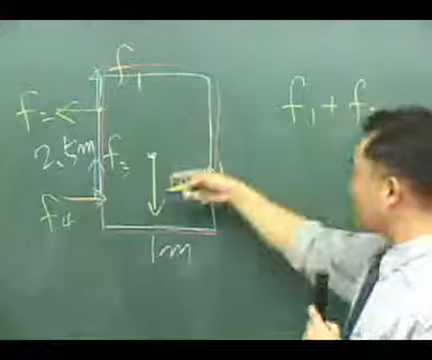 f₁
f₂
2.5m
f₃
f₄
1m
f₁ + f